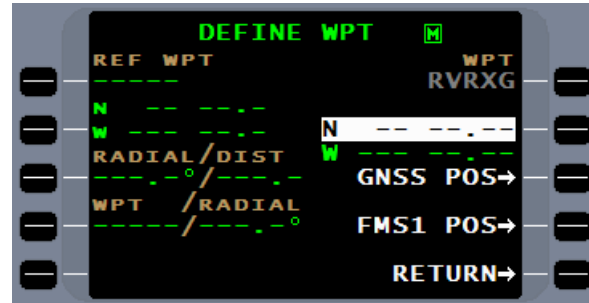 DEFINE WPT M
REF WPT WPT
----- RVRXG
N -- --.-
W --- --.- N -- --.--
RADIAL/DIST W --- --.--
---.-°/---.- GNSS POS→
WPT /RADIAL
-----/---.-° FMS1 POS→
RETURN→